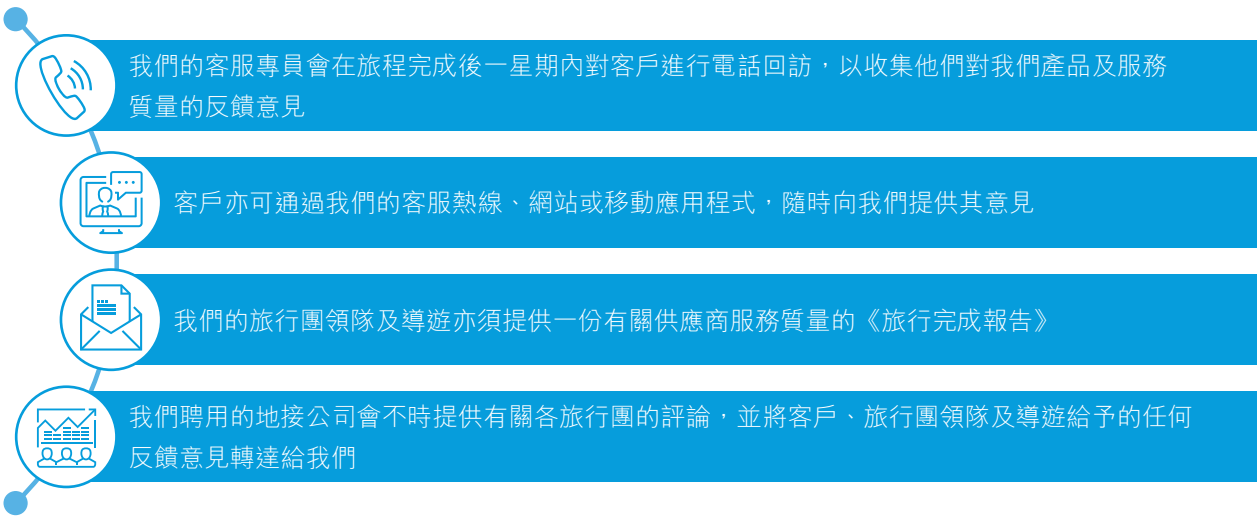 我們的客服專員會在旅程完成後一星期內對客戶進行電話回訪，以收集他們對我們產品及服務
質量的反饋意見
客戶亦可通過我們的客服熱線、網站或移動應用程式，隨時向我們提供其意見
我們的旅行團領隊及導遊亦須提供一份有關供應商服務質量的《旅行完成報告》
我們聘用的地接公司會不時提供有關各旅行團的評論，並將客戶、旅行團領隊及導遊給予的任何
反饋意見轉達給我們